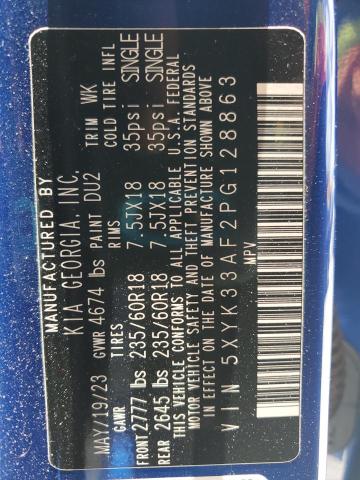 MANUFACTURED BY
KIA GEORGIA, INC.
MAY/19/23 GVWR 4674 lbs PAINT DU2 TRIM WK
GAWR TIRES RIMS COLD TIRE INFL
FRONT 2777 lbs 235/60R18 7.5JX18 35psi SINGLE
REAR 2645 lbs 235/60R18 7.5JX18 35psi SINGLE
THIS VEHICLE CONFORMS TO ALL APPLICABLE U.S.A. FEDERAL
MOTOR VEHICLE SAFETY AND THEFT PREVENTION STANDARDS
IN EFFECT ON THE DATE OF MANUFACTURE SHOWN ABOVE
VIN 5XYK33AF2PG128863
MPV